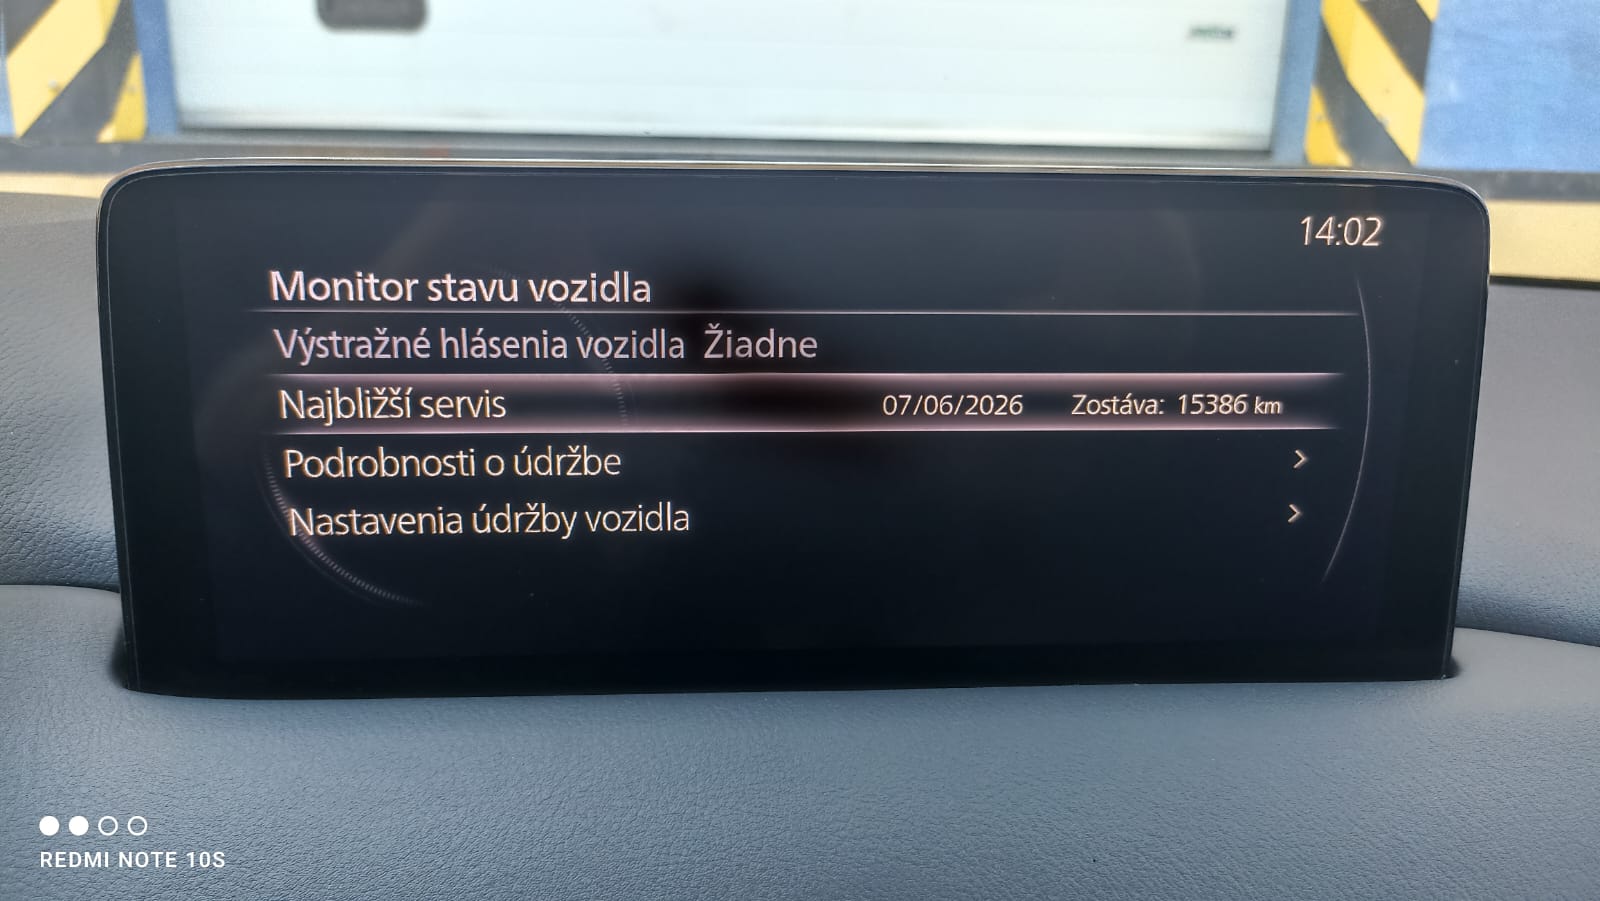 14:02
Monitor stavu vozidla
Výstražné hlásenia vozidla Žiadne
Najbližší servis 07/06/2026 Zostáva: 15386 km
Podrobnosti o údržbe >
Nastavenia údržby vozidla >
REDMI NOTE 10S